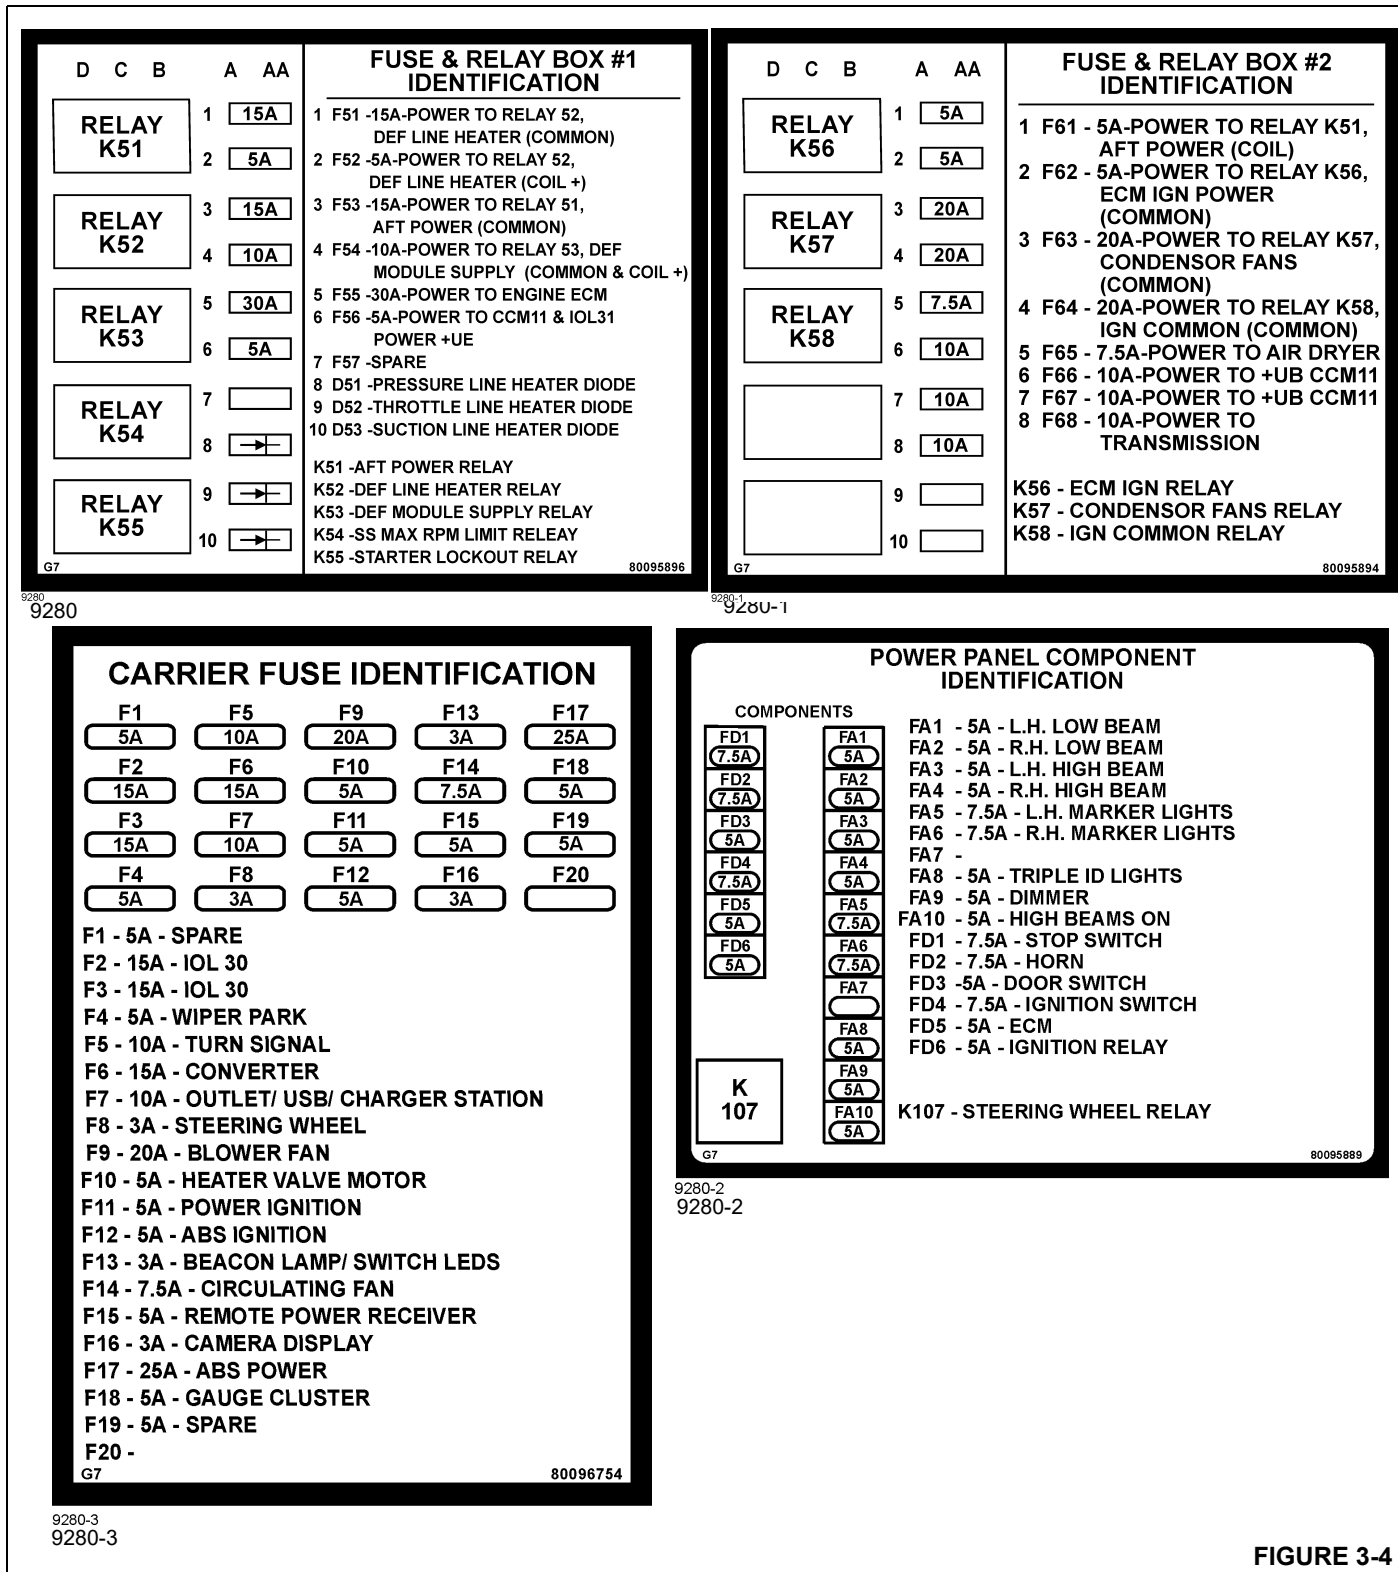 D C B A AA
RELAY
K51
RELAY
K52
RELAY
K53
RELAY
K54
RELAY
K55
1 15A
2 5A
3 15A
4 10A
5 30A
6 5A
7
8
9
10
G7
FUSE & RELAY BOX #1
IDENTIFICATION
1 F51 -15A-POWER TO RELAY 52,
DEF LINE HEATER (COMMON)
2 F52 -5A-POWER TO RELAY 52,
DEF LINE HEATER (COIL +)
3 F53 -15A-POWER TO RELAY 51,
AFT POWER (COMMON)
4 F54 -10A-POWER TO RELAY 53, DEF
MODULE SUPPLY (COMMON & COIL +)
5 F55 -30A-POWER TO ENGINE ECM
6 F56 -5A-POWER TO CCM11 & IOL31
POWER +UE
7 F57 -SPARE
8 D51 -PRESSURE LINE HEATER DIODE
9 D52 -THROTTLE LINE HEATER DIODE
10 D53 -SUCTION LINE HEATER DIODE
K51 -AFT POWER RELAY
K52 -DEF LINE HEATER RELAY
K53 -DEF MODULE SUPPLY RELAY
K54 -SS MAX RPM LIMIT RELEAY
K55 -STARTER LOCKOUT RELAY
80095896
9280
9280
D C B A AA
RELAY
K56
RELAY
K57
RELAY
K58
1 5A
2 5A
3 20A
4 20A
5 7.5A
6 10A
7 10A
8 10A
9
10
G7
FUSE & RELAY BOX #2
IDENTIFICATION
1 F61 - 5A-POWER TO RELAY K51,
AFT POWER (COIL)
2 F62 - 5A-POWER TO RELAY K56,
ECM IGN POWER
(COMMON)
3 F63 - 20A-POWER TO RELAY K57,
CONDENSOR FANS
(COMMON)
4 F64 - 20A-POWER TO RELAY K58,
IGN COMMON (COMMON)
5 F65 - 7.5A-POWER TO AIR DRYER
6 F66 - 10A-POWER TO +UB CCM11
7 F67 - 10A-POWER TO +UB CCM11
8 F68 - 10A-POWER TO
TRANSMISSION
K56 - ECM IGN RELAY
K57 - CONDENSOR FANS RELAY
K58 - IGN COMMON RELAY
80095894
9280-1
9280-1
CARRIER FUSE IDENTIFICATION
F1 F5 F9 F13 F17
5A 10A 20A 3A 25A
F2 F6 F10 F14 F18
15A 15A 5A 7.5A 5A
F3 F7 F11 F15 F19
15A 10A 5A 5A 5A
F4 F8 F12 F16 F20
5A 3A 5A 3A
F1 - 5A - SPARE
F2 - 15A - IOL 30
F3 - 15A - IOL 30
F4 - 5A - WIPER PARK
F5 - 10A - TURN SIGNAL
F6 - 15A - CONVERTER
F7 - 10A - OUTLET/ USB/ CHARGER STATION
F8 - 3A - STEERING WHEEL
F9 - 20A - BLOWER FAN
F10 - 5A - HEATER VALVE MOTOR
F11 - 5A - POWER IGNITION
F12 - 5A - ABS IGNITION
F13 - 3A - BEACON LAMP/ SWITCH LEDS
F14 - 7.5A - CIRCULATING FAN
F15 - 5A - REMOTE POWER RECEIVER
F16 - 3A - CAMERA DISPLAY
F17 - 25A - ABS POWER
F18 - 5A - GAUGE CLUSTER
F19 - 5A - SPARE
F20 -
G7 80096754
9280-3
9280-3
POWER PANEL COMPONENT
IDENTIFICATION
COMPONENTS
FD1
7.5A
FD2
7.5A
FD3
5A
FD4
7.5A
FD5
5A
FD6
5A
K
107
FA1
5A
FA2
5A
FA3
5A
FA4
5A
FA5
7.5A
FA6
7.5A
FA7
FA8
5A
FA9
5A
FA10
5A
FA1 - 5A - L.H. LOW BEAM
FA2 - 5A - R.H. LOW BEAM
FA3 - 5A - L.H. HIGH BEAM
FA4 - 5A - R.H. HIGH BEAM
FA5 - 7.5A - L.H. MARKER LIGHTS
FA6 - 7.5A - R.H. MARKER LIGHTS
FA7 -
FA8 - 5A - TRIPLE ID LIGHTS
FA9 - 5A - DIMMER
FA10 - 5A - HIGH BEAMS ON
FD1 - 7.5A - STOP SWITCH
FD2 - 7.5A - HORN
FD3 -5A - DOOR SWITCH
FD4 - 7.5A - IGNITION SWITCH
FD5 - 5A - ECM
FD6 - 5A - IGNITION RELAY
K107 - STEERING WHEEL RELAY
G7 80095889
9280-2
9280-2
FIGURE 3-4